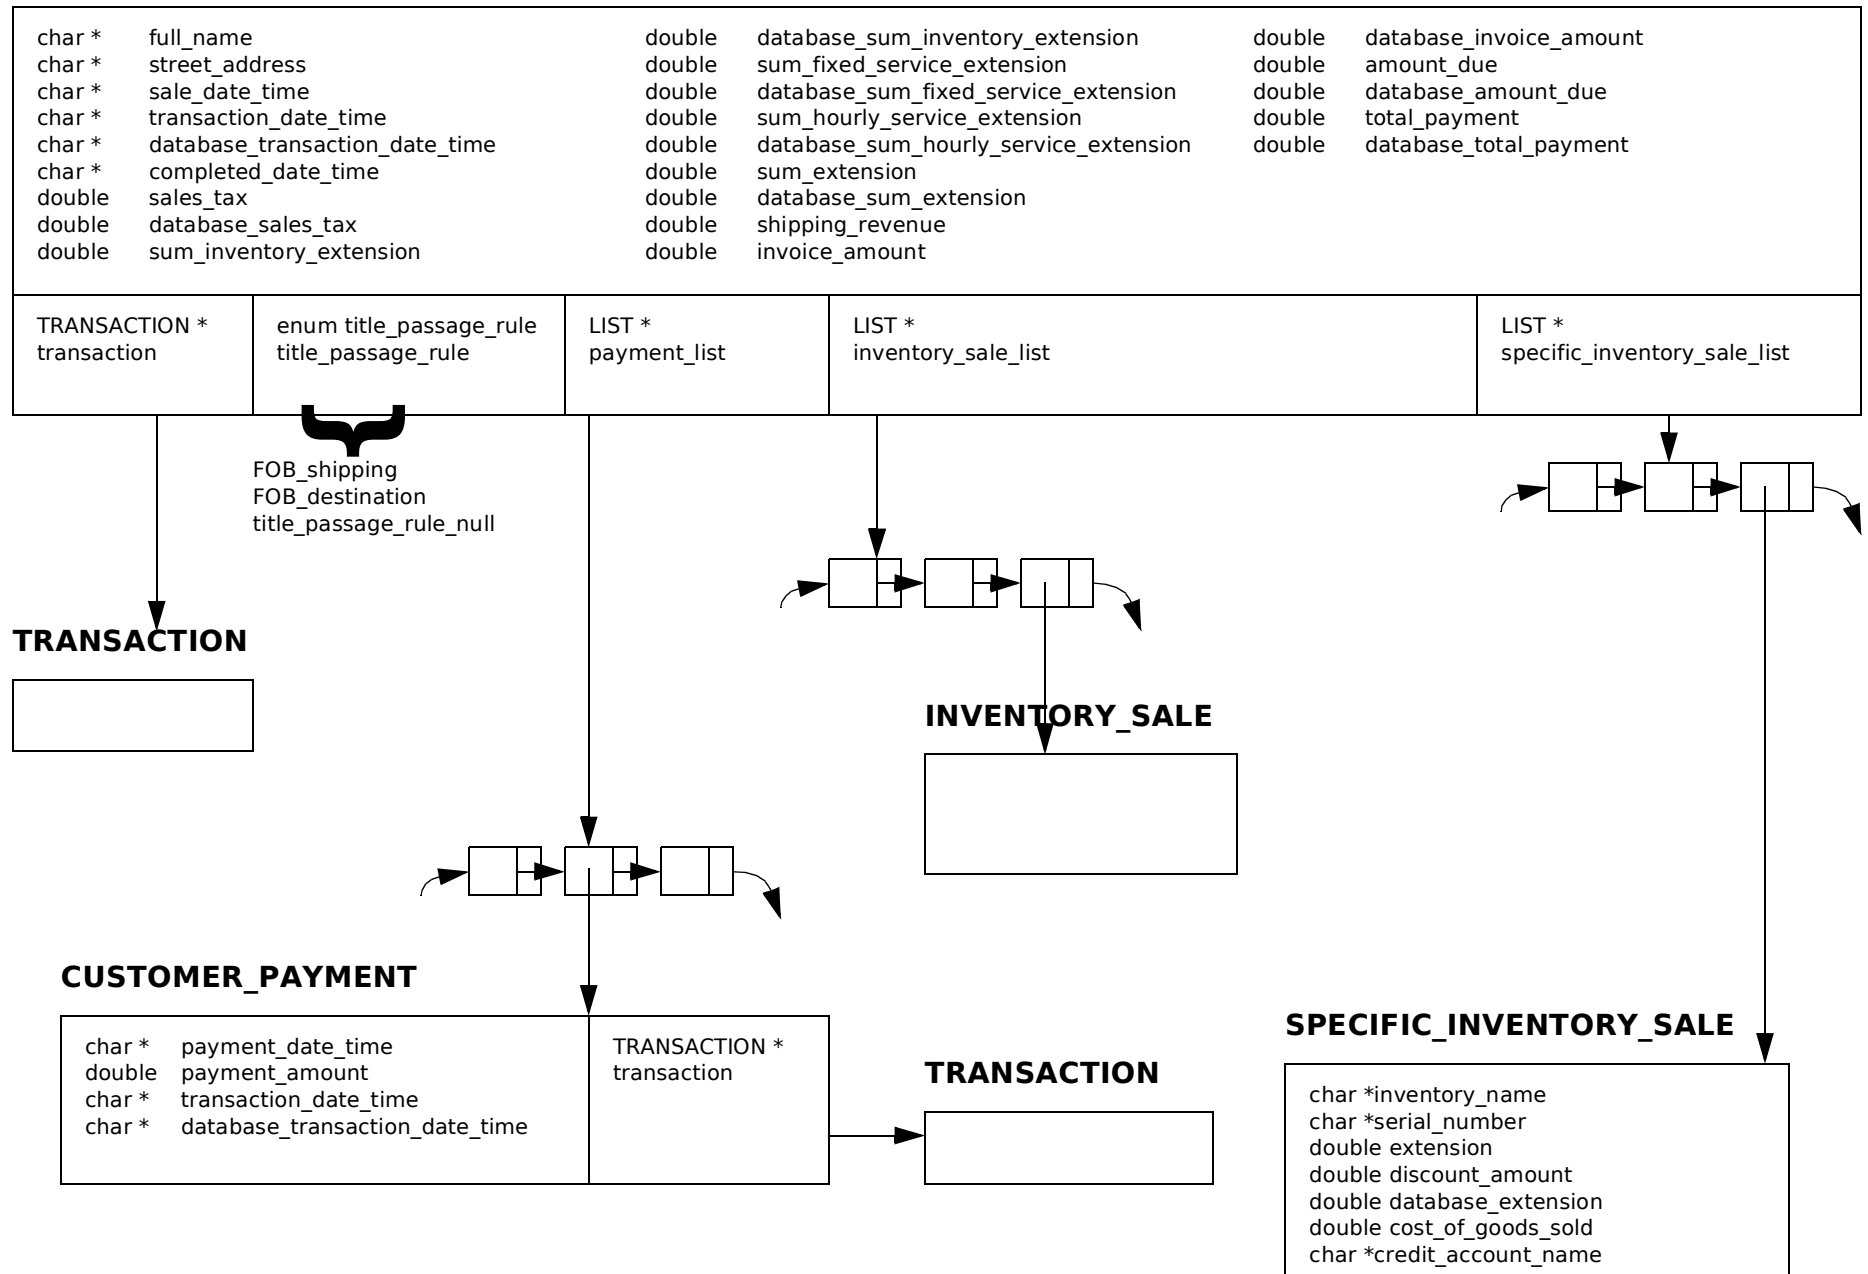 char * full_name
char * street_address
char * sale_date_time
char * transaction_date_time
char * database_transaction_date_time
char * completed_date_time
double sales_tax
double database_sales_tax
double sum_inventory_extension
double database_sum_inventory_extension
double sum_fixed_service_extension
double database_sum_fixed_service_extension
double sum_hourly_service_extension
double database_sum_hourly_service_extension
double sum_extension
double database_sum_extension
double shipping_revenue
double invoice_amount
double database_invoice_amount
double amount_due
double database_amount_due
double total_payment
double database_total_payment
TRANSACTION *
transaction
enum title_passage_rule
title_passage_rule
LIST *
payment_list
LIST *
inventory_sale_list
LIST *
specific_inventory_sale_list
FOB_shipping
FOB_destination
title_passage_rule_null
TRANSACTION
INVENTORY_SALE
CUSTOMER_PAYMENT
char * payment_date_time
double payment_amount
char * transaction_date_time
char * database_transaction_date_time
TRANSACTION *
transaction
TRANSACTION
SPECIFIC_INVENTORY_SALE
char *inventory_name
char *serial_number
double extension
double discount_amount
double database_extension
double cost_of_goods_sold
char *credit_account_name